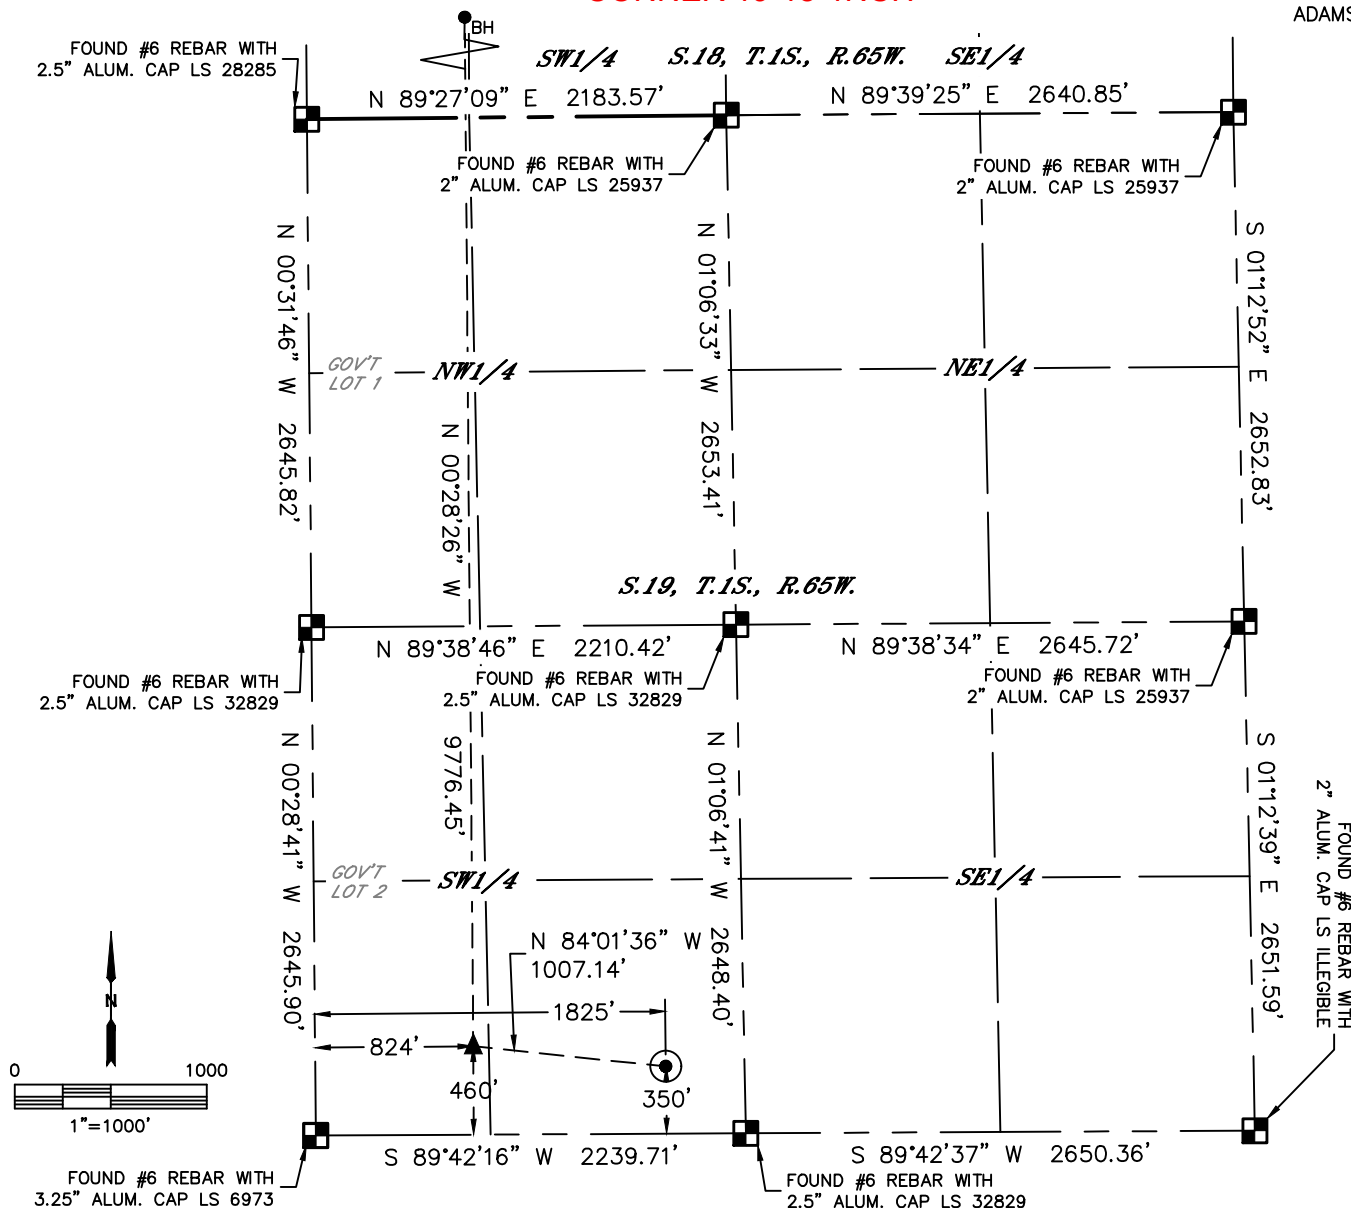 ADAMS
BH
FOUND #6 REBAR WITH
2.5" ALUM. CAP LS 28285
SW1/4 S.18, T.1S., R.65W. SE1/4
N 89°27'09" E 2183.57'
N 89°39'25" E 2640.85'
FOUND #6 REBAR WITH
2" ALUM. CAP LS 25937
FOUND #6 REBAR WITH
2" ALUM. CAP LS 25937
N 00°31'46" W 2645.82'
N 01°06'33" W 2653.41'
S 01°12'52" E 2652.83'
GOV'T
LOT 1
NW1/4
NE1/4
N 00°28'26" W 9776.45'
S.19, T.1S., R.65W.
N 89°38'46" E 2210.42'
N 89°38'34" E 2645.72'
FOUND #6 REBAR WITH
2.5" ALUM. CAP LS 32829
FOUND #6 REBAR WITH
2.5" ALUM. CAP LS 32829
FOUND #6 REBAR WITH
2" ALUM. CAP LS 25937
N 00°28'41" W 2645.90'
N 01°06'41" W 2648.40'
S 01°12'39" E 2651.59'
FOUND #6 REBAR WITH
2" ALUM. CAP LS ILLEGIBLE
GOV'T
LOT 2
SW1/4
SE1/4
N 84°01'36" W
1007.14'
1825'
824'
460'
350'
N
0 1000
1"=1000'
S 89°42'16" W 2239.71'
S 89°42'37" W 2650.36'
FOUND #6 REBAR WITH
3.25" ALUM. CAP LS 6973
FOUND #6 REBAR WITH
2.5" ALUM. CAP LS 32829